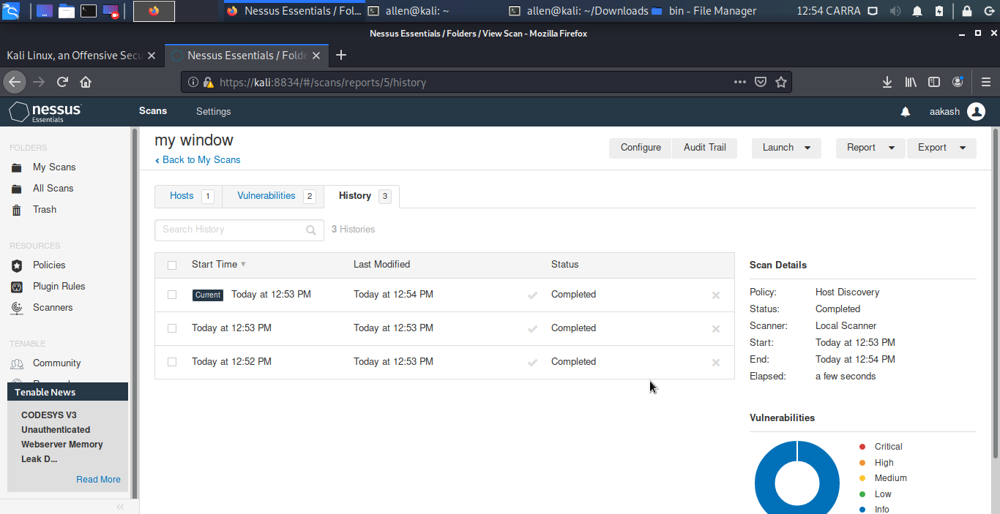 Nessus Essentials / Fol...
allen@kali: ~
allen@kali: ~/Downloads
bin - File Manager
12:54 CARRA
Nessus Essentials / Folders / View Scan - Mozilla Firefox
Kali Linux, an Offensive Secu
Nessus Essentials / Folde
https://kali:8834/#/scans/reports/5/history
nessus
Essentials
Scans
Settings
aakash
FOLDERS
My Scans
All Scans
Trash
RESOURCES
Policies
Plugin Rules
Scanners
TENABLE
Community
Tenable News
CODESYS V3
Unauthenticated
Webserver Memory
Leak D...
Read More
my window
Back to My Scans
Configure
Audit Trail
Launch
Report
Export
Hosts 1
Vulnerabilities 2
History 3
Search History
3 Histories
Start Time Last Modified Status
Current Today at 12:53 PM Today at 12:54 PM Completed
Today at 12:53 PM Today at 12:53 PM Completed
Today at 12:52 PM Today at 12:53 PM Completed
Scan Details
Policy: Host Discovery
Status: Completed
Scanner: Local Scanner
Start: Today at 12:53 PM
End: Today at 12:54 PM
Elapsed: a few seconds
Vulnerabilities
Critical
High
Medium
Low
Info